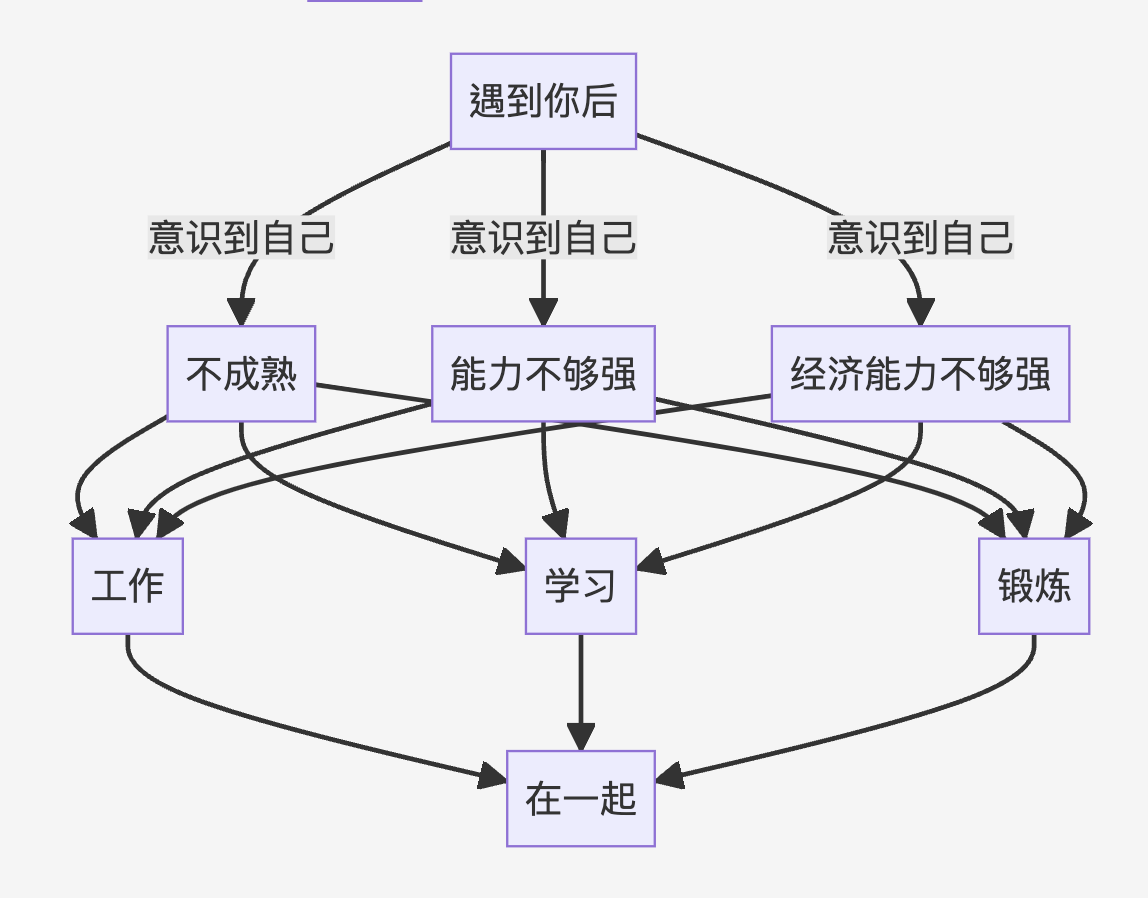 遇到你后
意识到自己
意识到自己
意识到自己
不成熟
能力不够强
经济能力不够强
工作
学习
锻炼
在一起